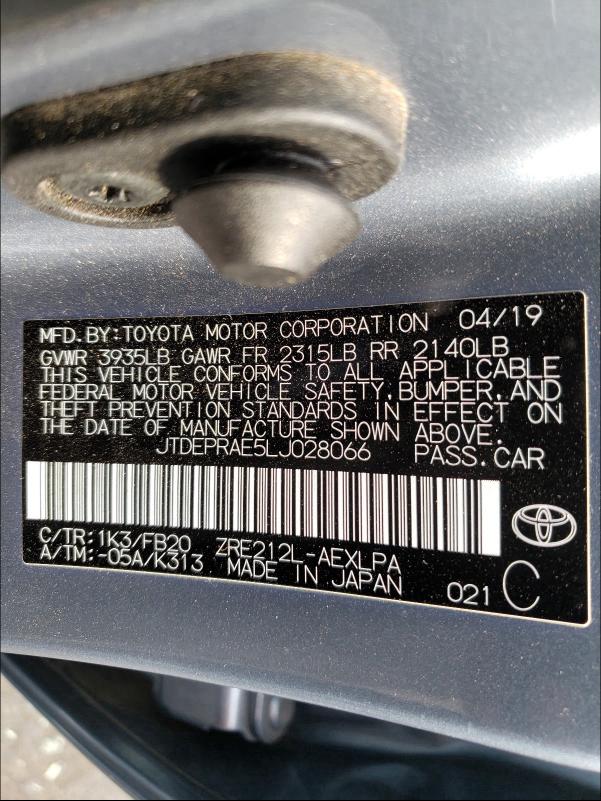 MFD.BY:TOYOTA MOTOR CORPORATION 04/19
GVWR 3935LB GAWR FR 2315LB RR 2140LB
THIS VEHICLE CONFORMS TO ALL APPLICABLE
FEDERAL MOTOR VEHICLE SAFETY,BUMPER,AND
THEFT PREVENTION STANDARDS IN EFFECT ON
THE DATE OF MANUFACTURE SHOWN ABOVE.
JTDEPRAE5LJ028066 PASS.CAR
C/TR:1K3/FB20 ZRE212L-AEXLPA
A/TM:-05A/K313 MADE IN JAPAN 021 C